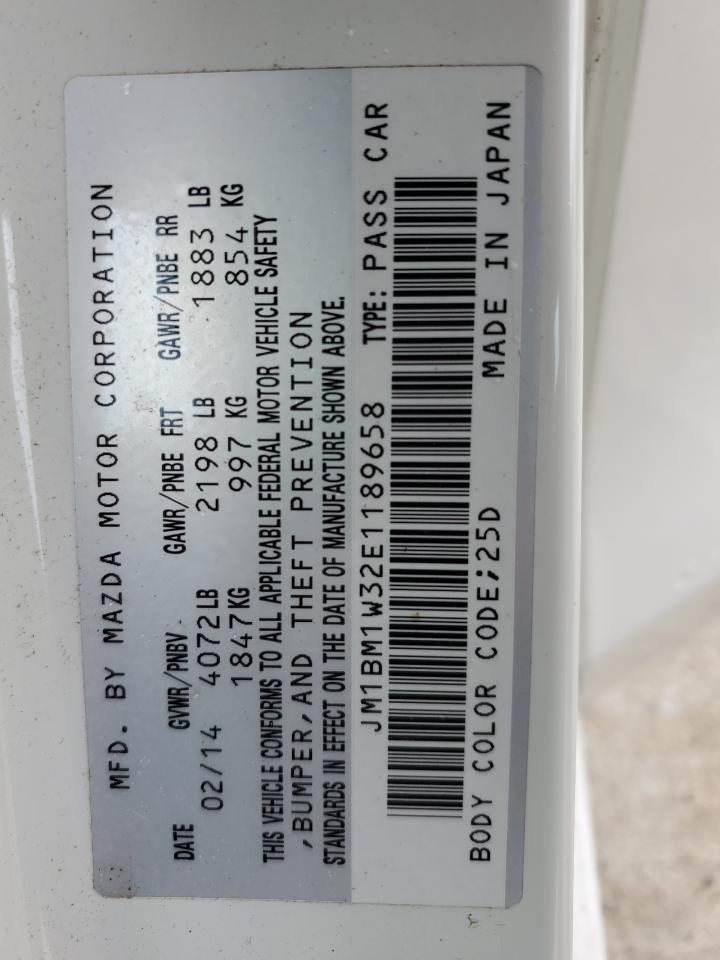 MFD. BY MAZDA MOTOR CORPORATION
DATE GVWR/PNBV GAWR/PNBE FRT GAWR/PNBE RR
02/14 4072LB 2198 LB 1883 LB
1847KG 997 KG 854 KG
THIS VEHICLE CONFORMS TO ALL APPLICABLE FEDERAL MOTOR VEHICLE SAFETY
,BUMPER,AND THEFT PREVENTION
STANDARDS IN EFFECT ON THE DATE OF MANUFACTURE SHOWN ABOVE.
JM1BM1W32E1189658 TYPE: PASS CAR
BODY COLOR CODE;25D MADE IN JAPAN